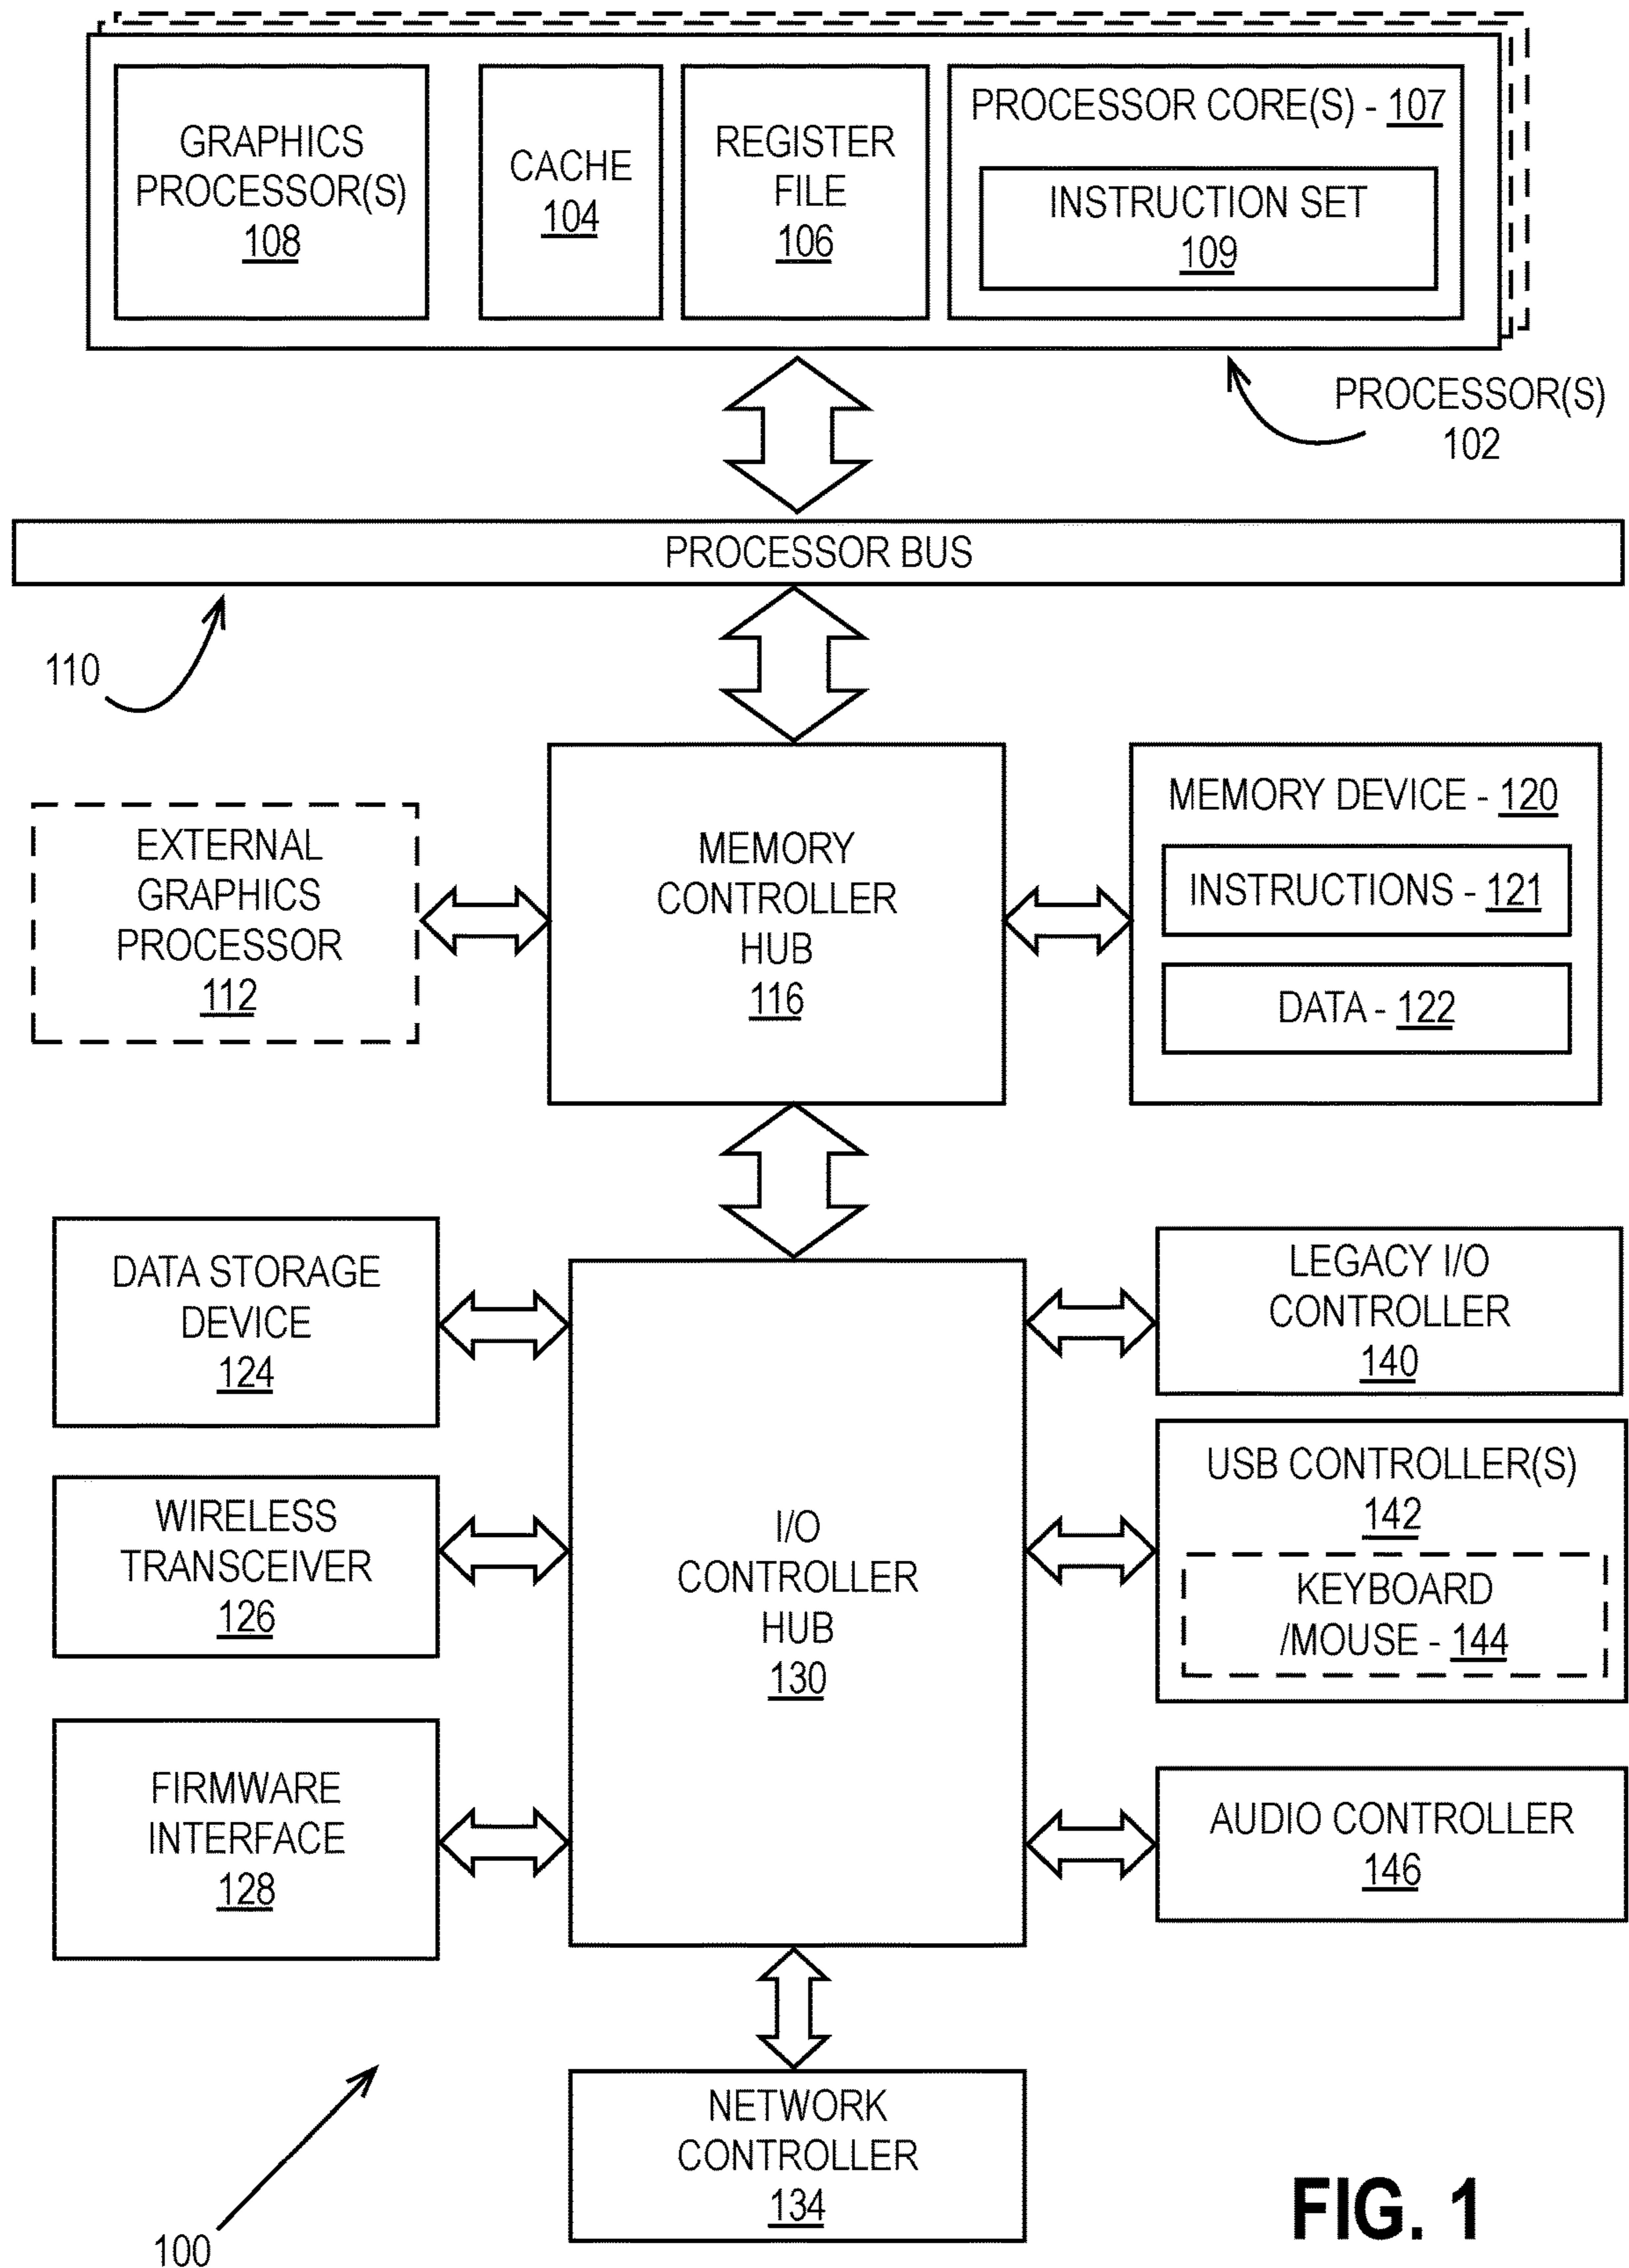 GRAPHICS
PROCESSOR(S)
108
CACHE
104
REGISTER
FILE
106
PROCESSOR CORE(S) - 107
INSTRUCTION SET
109
PROCESSOR(S)
102
PROCESSOR BUS
110
EXTERNAL
GRAPHICS
PROCESSOR
112
MEMORY
CONTROLLER
HUB
116
MEMORY DEVICE - 120
INSTRUCTIONS - 121
DATA - 122
DATA STORAGE
DEVICE
124
WIRELESS
TRANSCEIVER
126
FIRMWARE
INTERFACE
128
I/O
CONTROLLER
HUB
130
LEGACY I/O
CONTROLLER
140
USB CONTROLLER(S)
142
KEYBOARD
/MOUSE - 144
AUDIO CONTROLLER
146
NETWORK
CONTROLLER
134
100
FIG. 1